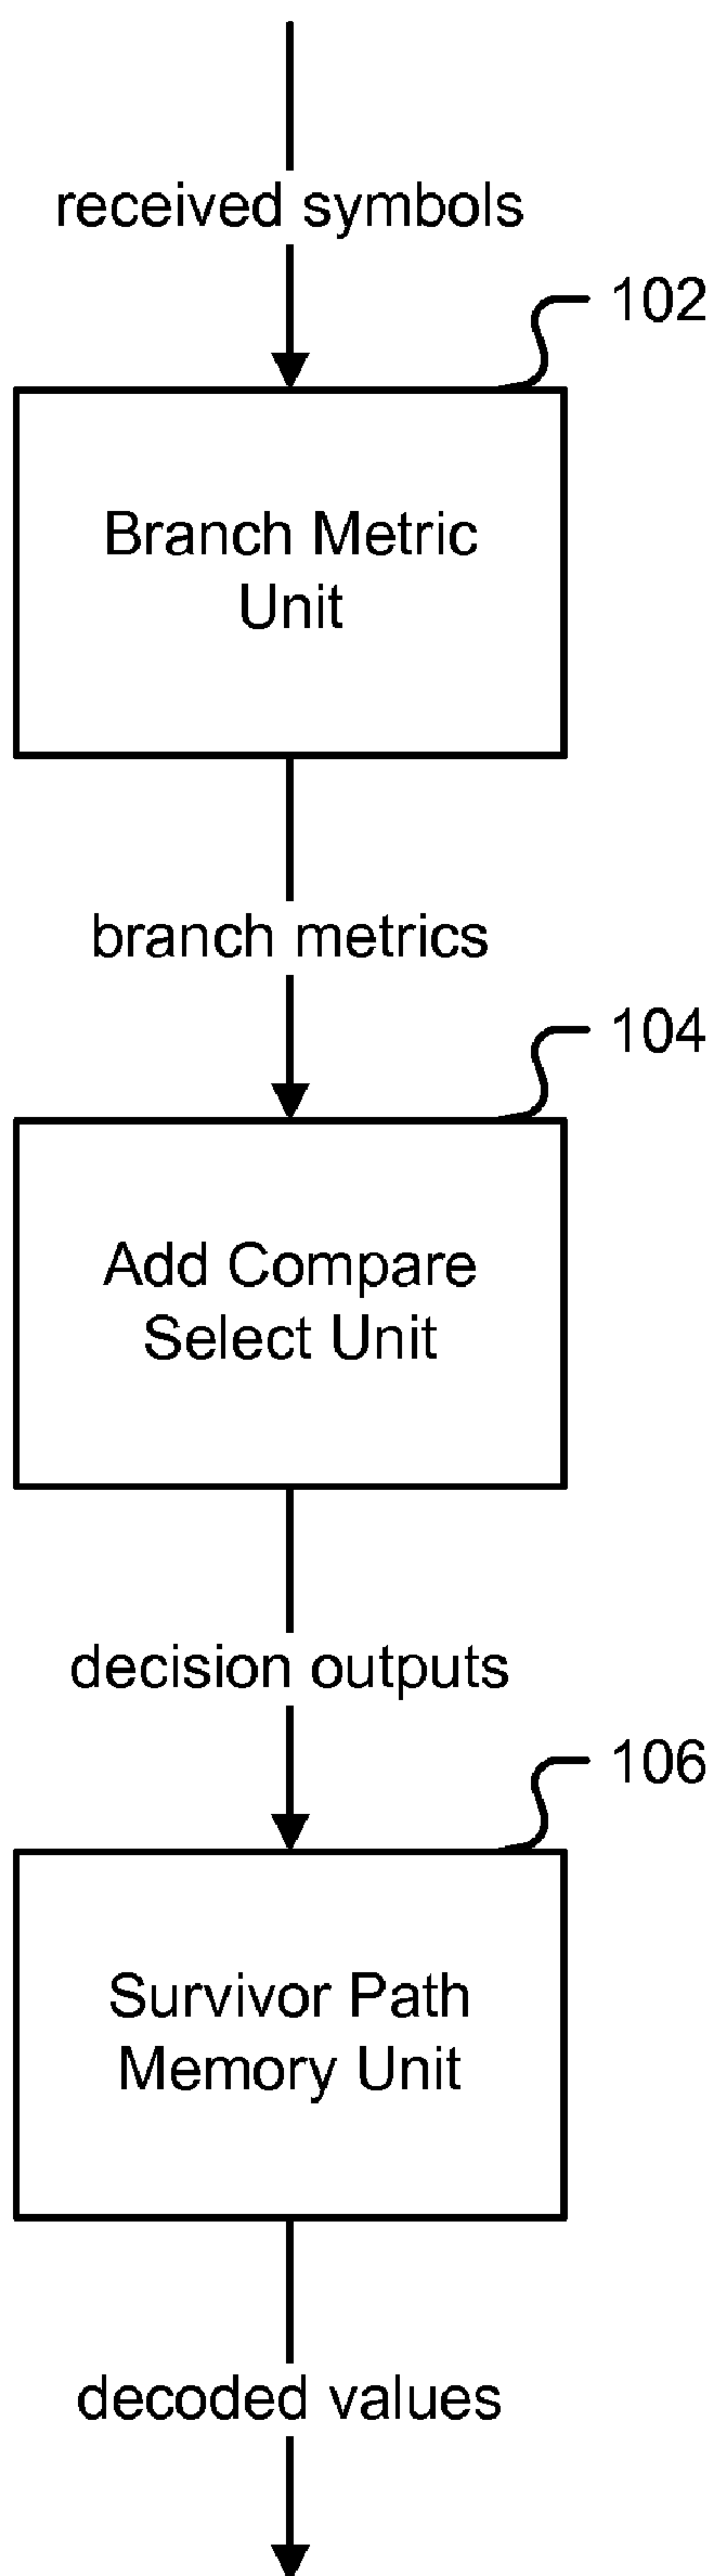 received symbols
102
Branch Metric
Unit
branch metrics
104
Add Compare
Select Unit
decision outputs
106
Survivor Path
Memory Unit
decoded values